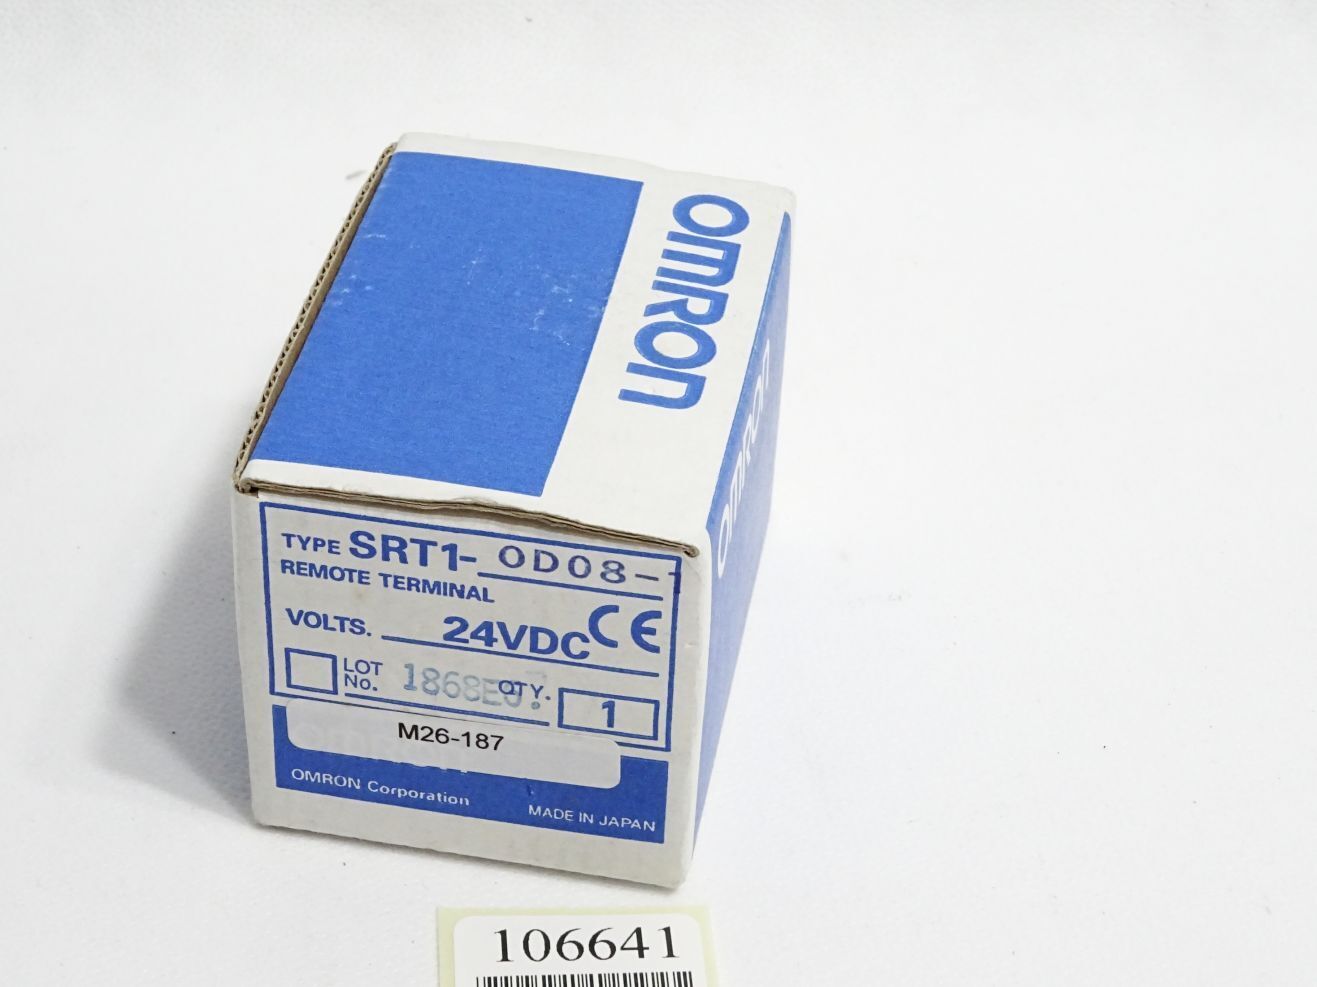 OMRON
OMRON
TYPE SRT1- OD08-1
REMOTE TERMINAL
VOLTS. 24VDC CE
LOT No. QTY. 1
M26-187
OMRON Corporation MADE IN JAPAN
106641